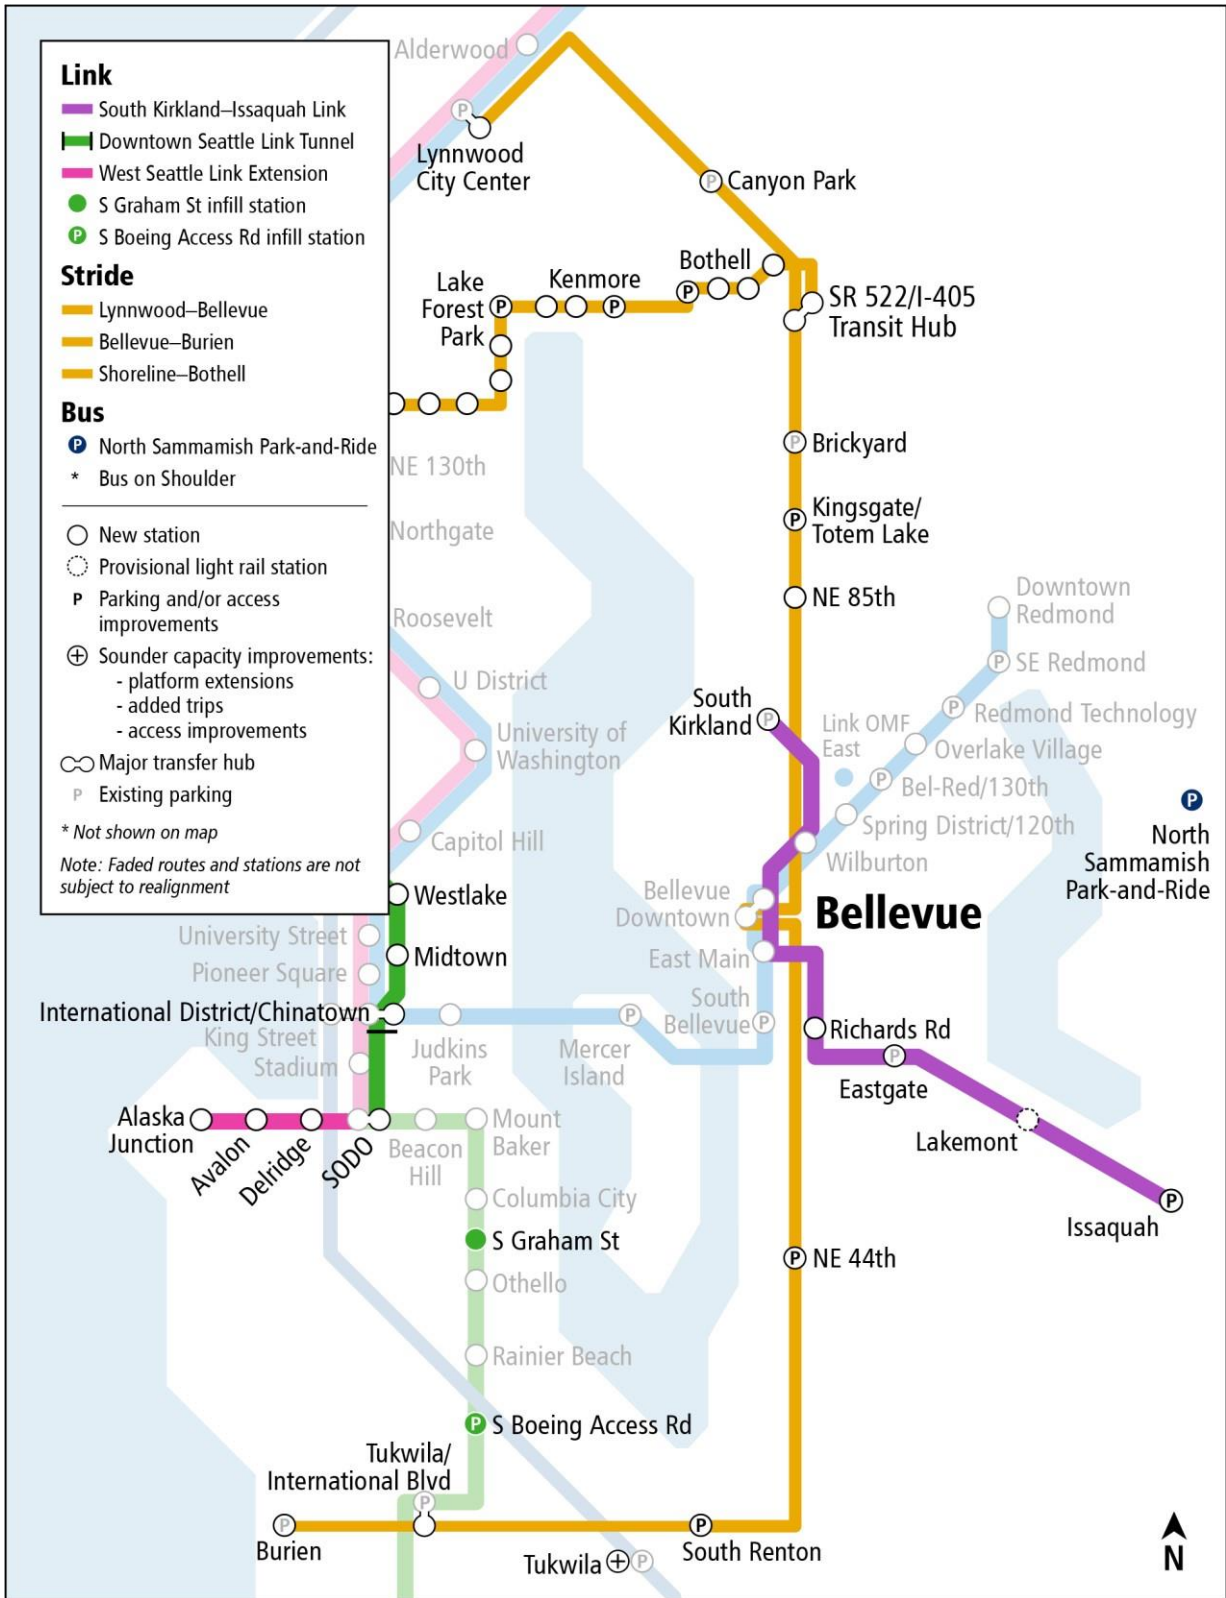 Link
South Kirkland–Issaquah Link
Downtown Seattle Link Tunnel
West Seattle Link Extension
S Graham St infill station
P S Boeing Access Rd infill station
Stride
Lynnwood–Bellevue
Bellevue–Burien
Shoreline–Bothell
Bus
P North Sammamish Park-and-Ride
* Bus on Shoulder
New station
Provisional light rail station
P Parking and/or access
improvements
Sounder capacity improvements:
- platform extensions
- added trips
- access improvements
Major transfer hub
P Existing parking
* Not shown on map
Note: Faded routes and stations are not
subject to realignment
Alderwood
P
Lynnwood
City Center
P Canyon Park
Bothell
P
Kenmore
P
Lake
Forest
Park
P
SR 522/I-405
Transit Hub
NE 130th
P Brickyard
Northgate
P Kingsgate/
Totem Lake
NE 85th
Roosevelt
Downtown
Redmond
U District
P SE Redmond
South
Kirkland
P
P Redmond Technology
University of
Washington
Link OMF
East
Overlake Village
P Bel-Red/130th
P
North
Sammamish
Park-and-Ride
Spring District/120th
Capitol Hill
Wilburton
Westlake
Bellevue
Downtown
Bellevue
University Street
Midtown
East Main
Pioneer Square
International District/Chinatown
South
Bellevue P
King Street
Stadium
Judkins
Park
P
Mercer
Island
Richards Rd
P
Eastgate
Alaska
Junction
Avalon
Delridge
SODO
Beacon
Hill
Mount
Baker
Lakemont
Columbia City
P
Issaquah
S Graham St
P NE 44th
Othello
Rainier Beach
P S Boeing Access Rd
Tukwila/
International Blvd
P
P
Burien
P
South Renton
Tukwila P
N